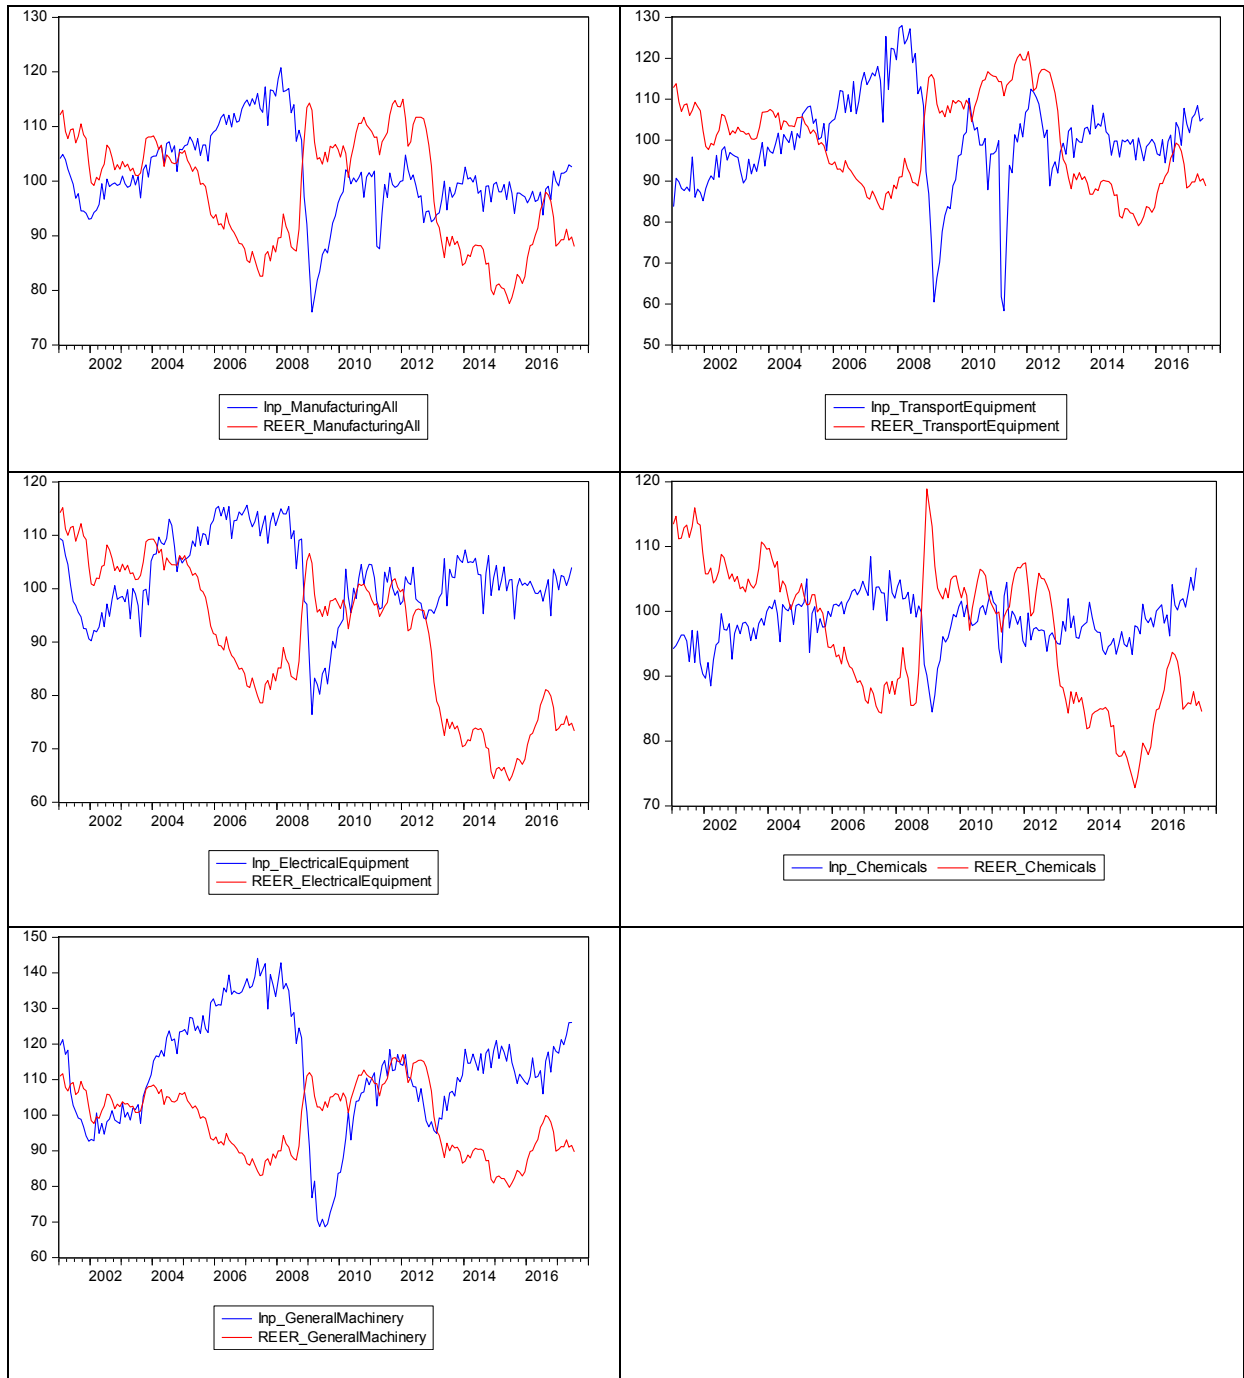 130
120
110
100
90
80
70
2002 2004 2006 2008 2010 2012 2014 2016
Inp_ManufacturingAll
REER_ManufacturingAll
130
120
110
100
90
80
70
60
50
2002 2004 2006 2008 2010 2012 2014 2016
Inp_TransportEquipment
REER_TransportEquipment
120
110
100
90
80
70
60
2002 2004 2006 2008 2010 2012 2014 2016
Inp_ElectricalEquipment
REER_ElectricalEquipment
120
110
100
90
80
70
2002 2004 2006 2008 2010 2012 2014 2016
Inp_Chemicals REER_Chemicals
150
140
130
120
110
100
90
80
70
60
2002 2004 2006 2008 2010 2012 2014 2016
Inp_GeneralMachinery
REER_GeneralMachinery